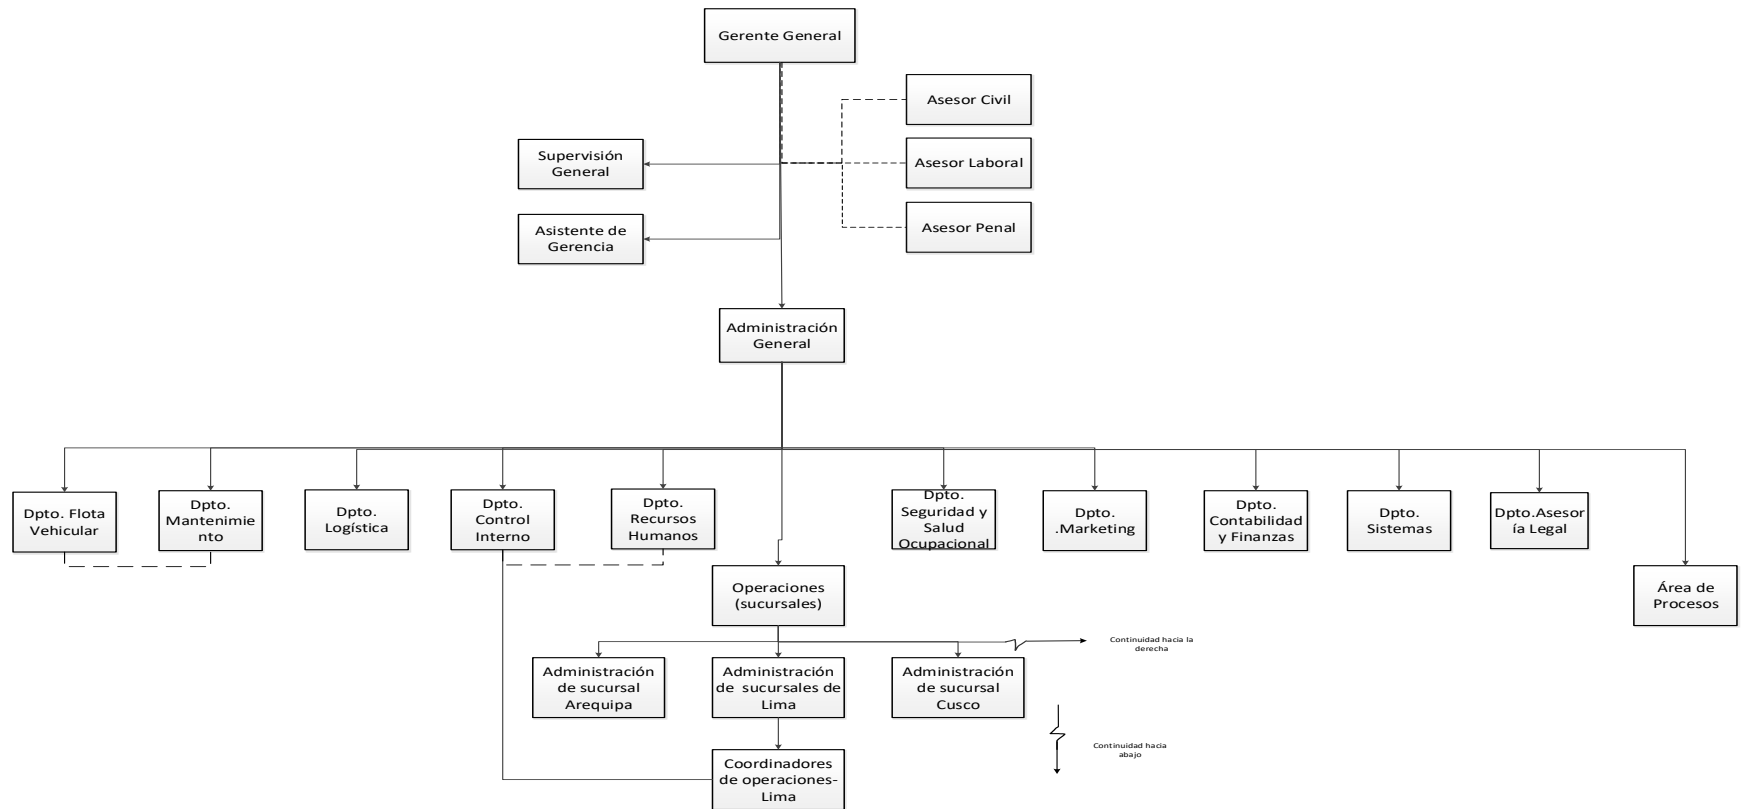 Gerente General
Asesor Civil
Supervisión
General
Asesor Laboral
Asistente de
Gerencia
Asesor Penal
Administración
General
Dpto. Flota
Vehicular
Dpto.
Mantenimie
nto
Dpto.
Logística
Dpto.
Control
Interno
Dpto.
Recursos
Humanos
Dpto.
Seguridad y
Salud
Ocupacional
Dpto.
.Marketing
Dpto.
Contabilidad
y Finanzas
Dpto.
Sistemas
Dpto.Asesor
ía Legal
Operaciones
(sucursales)
Área de
Procesos
Continuidad hacia la
derecha
Administración
de sucursal
Arequipa
Administración
de sucursales de
Lima
Administración
de sucursal
Cusco
Continuidad hacia
abajo
Coordinadores
de operaciones-
Lima